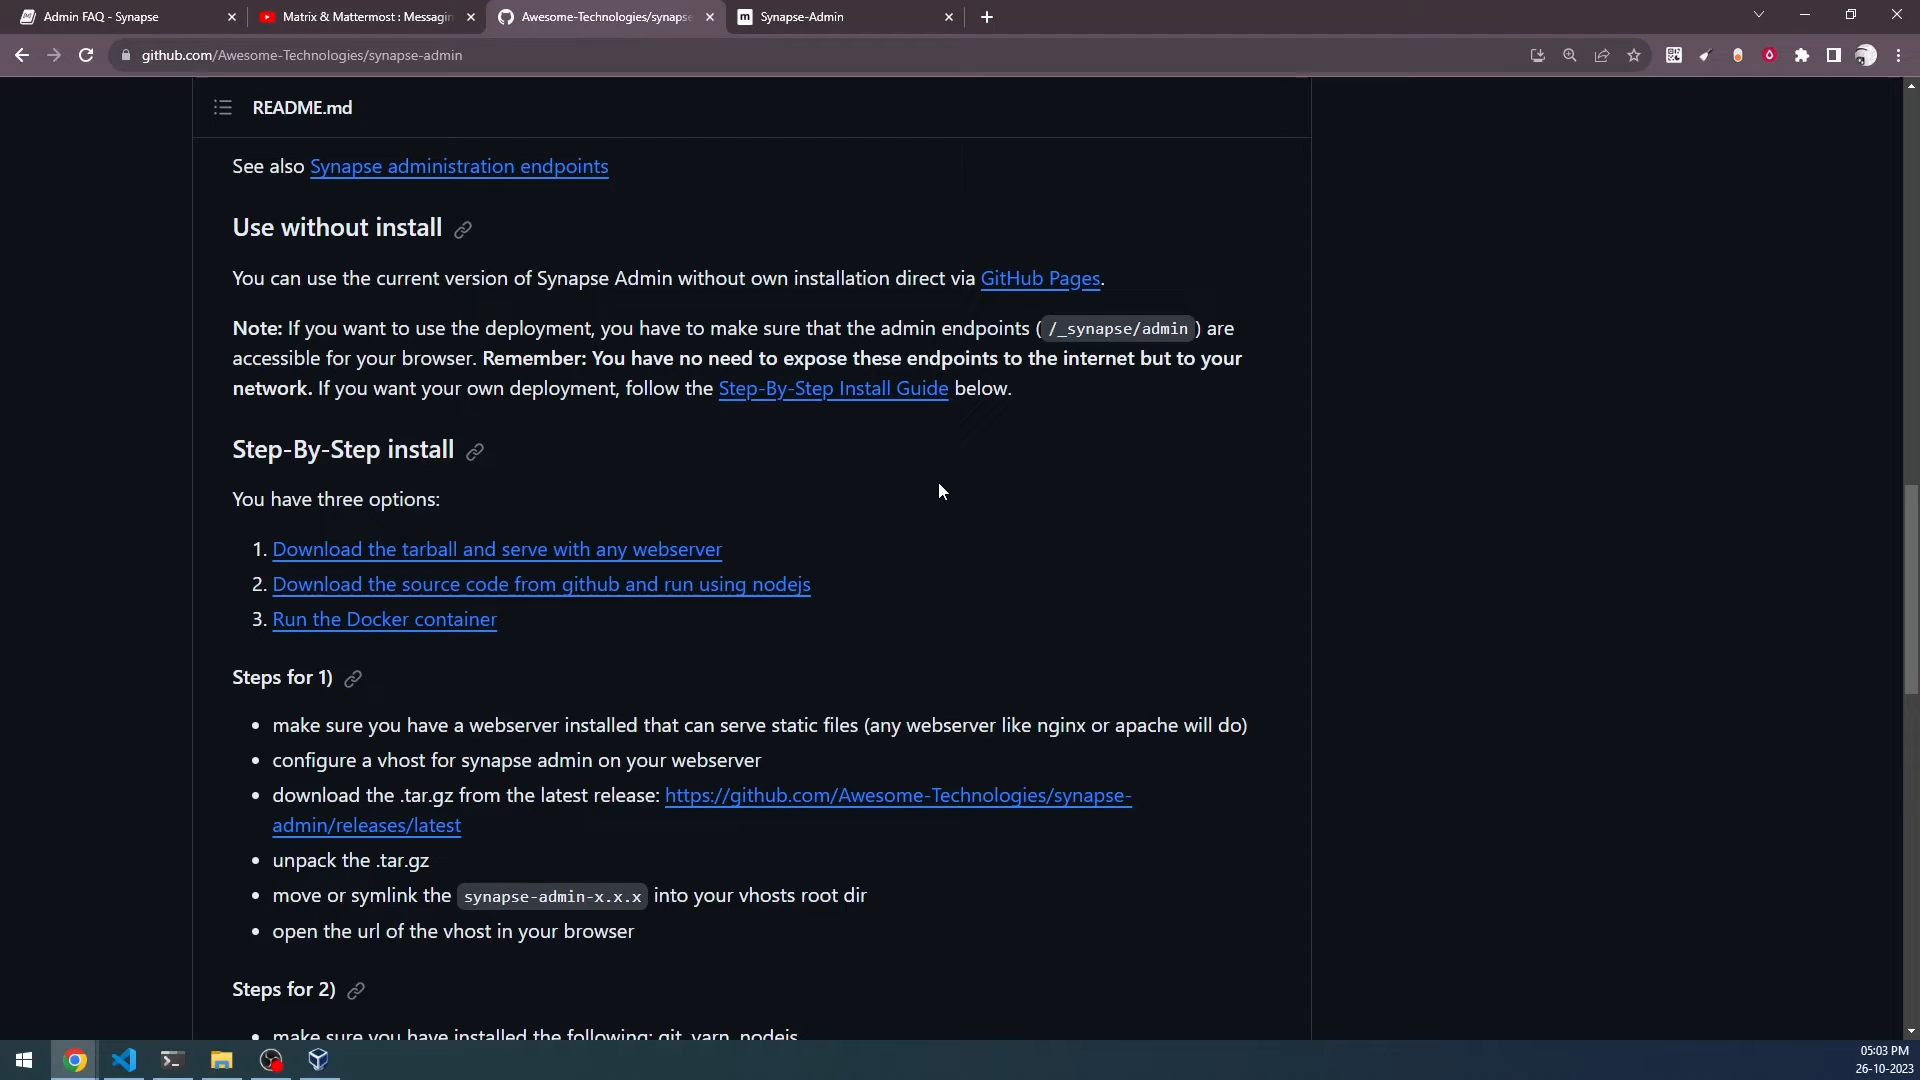 Admin FAQ - Synapse
Matrix & Mattermost : Messagin
Awesome-Technologies/synapse
Synapse-Admin
github.com/Awesome-Technologies/synapse-admin
README.md
See also Synapse administration endpoints
Use without install
You can use the current version of Synapse Admin without own installation direct via GitHub Pages.
Note: If you want to use the deployment, you have to make sure that the admin endpoints ( /_synapse/admin ) are
accessible for your browser. Remember: You have no need to expose these endpoints to the internet but to your
network. If you want your own deployment, follow the Step-By-Step Install Guide below.
Step-By-Step install
You have three options:
1. Download the tarball and serve with any webserver
2. Download the source code from github and run using nodejs
3. Run the Docker container
Steps for 1)
• make sure you have a webserver installed that can serve static files (any webserver like nginx or apache will do)
• configure a vhost for synapse admin on your webserver
• download the .tar.gz from the latest release: https://github.com/Awesome-Technologies/synapse-
admin/releases/latest
• unpack the .tar.gz
• move or symlink the synapse-admin-x.x.x into your vhosts root dir
• open the url of the vhost in your browser
Steps for 2)
• make sure you have installed the following: git, yarn, nodejs
05:03 PM
26-10-2023